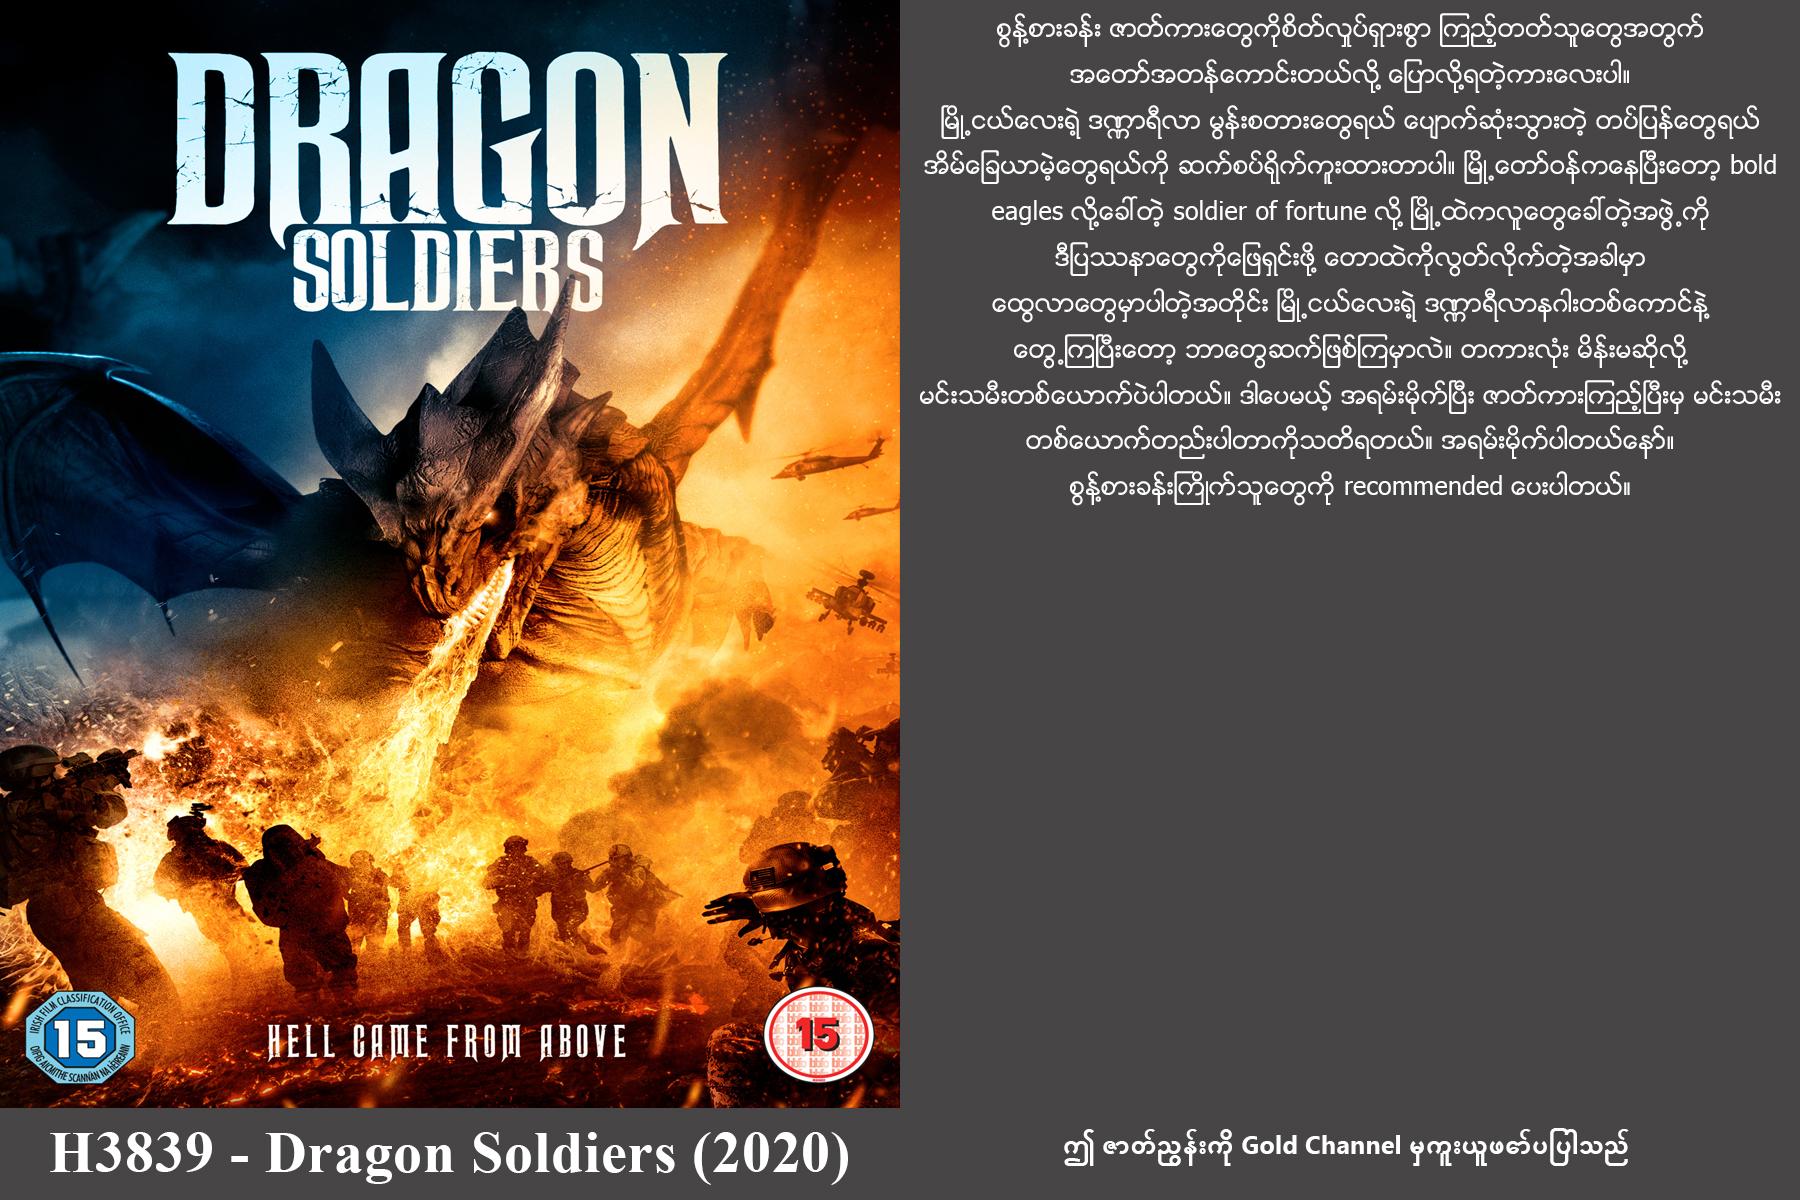 DRAGON
SOLDIERS
IRISH FILM CLASSIFICATION OFFICE
15
OIFIG AICMITHE SCANNÁN NA hÉIREANN
HELL CAME FROM ABOVE
15
H3839 - Dragon Soldiers (2020)
စွန့်စားခန်း ဇာတ်ကားတွေကိုစိတ်လှုပ်ရှားစွာ ကြည့်တတ်သူတွေအတွက်
အတော်အတန်ကောင်းတယ်လို့ ပြောလို့ရတဲ့ကားလေးပါ။
မြို့ငယ်လေးရဲ့ ဒဏ္ဏာရီလာ မွန်းစတားတွေရယ် ပျောက်ဆုံးသွားတဲ့ တပ်ပြန်တွေရယ်
အိမ်ခြေယာမဲ့တွေရယ်ကို ဆက်စပ်ရိုက်ကူးထားတာပါ။ မြို့တော်ဝန်ကနေပြီးတော့ bold
eagles လို့ခေါ်တဲ့ soldier of fortune လို့ မြို့ထဲကလူတွေခေါ်တဲ့အဖွဲ့ကို
ဒီပြဿနာတွေကိုဖြေရှင်းဖို့ တောထဲကိုလွတ်လိုက်တဲ့အခါမှာ
ထွေလာတွေမှာပါတဲ့အတိုင်း မြို့ငယ်လေးရဲ့ ဒဏ္ဏာရီလာနဂါးတစ်ကောင်နဲ့
တွေ့ကြပြီးတော့ ဘာတွေဆက်ဖြစ်ကြမှာလဲ။ တကားလုံး မိန်းမဆိုလို့
မင်းသမီးတစ်ယောက်ပဲပါတယ်။ ဒါပေမယ့် အရမ်းမိုက်ပြီး ဇာတ်ကားကြည့်ပြီးမှ မင်းသမီး
တစ်ယောက်တည်းပါတာကိုသတိရတယ်။ အရမ်းမိုက်ပါတယ်နော်။
စွန့်စားခန်းကြိုက်သူတွေကို recommended ပေးပါတယ်။
ဤ ဇာတ်ညွန်းကို Gold Channel မှကူးယူဖော်ပပြါသည်